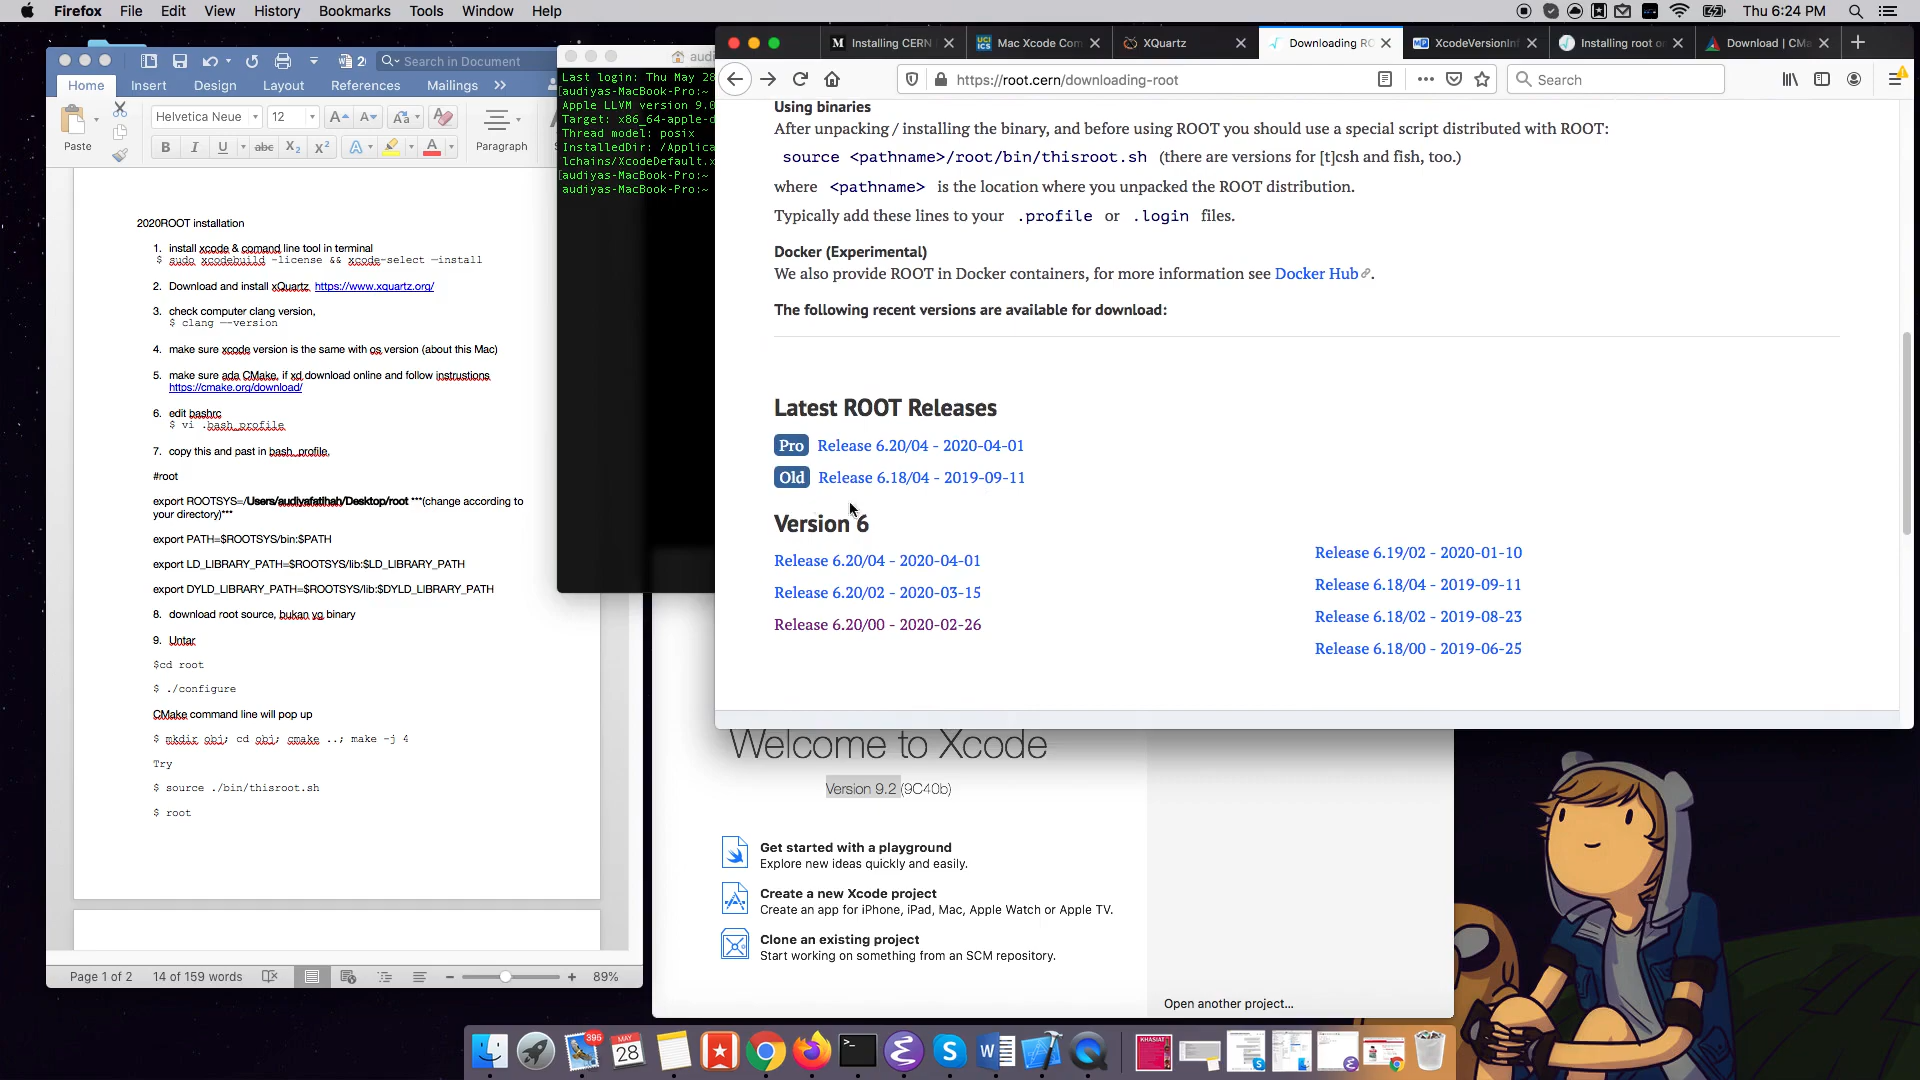 Firefox File Edit View History Bookmarks Tools Window Help
Thu 6:24 PM
2
Search in Document
Home Insert Design Layout References Mailings
Paste
Helvetica Neue 12
Paragraph
2020ROOT installation
1. install xcode & comand line tool in terminal
$ sudo xcodebuild -license && xcode-select —install
2. Download and install xQuartz, https://www.xquartz.org/
3. check computer clang version,
$ clang —-version
4. make sure xcode version is the same with os version (about this Mac)
5. make sure ada CMake, if xd download online and follow instrustions
https://cmake.org/download/
6. edit bashrc
$ vi .bash_profile
7. copy this and past in bash_profile,
#root
export ROOTSYS=/Users/audiyafatihah/Desktop/root ***(change according to
your directory)***
export PATH=$ROOTSYS/bin:$PATH
export LD_LIBRARY_PATH=$ROOTSYS/lib:$LD_LIBRARY_PATH
export DYLD_LIBRARY_PATH=$ROOTSYS/lib:$DYLD_LIBRARY_PATH
8. download root source, bukan yg binary
9. Untar
$cd root
$ ./configure
CMake command line will pop up
$ mkdir obj; cd obj; cmake ..; make -j 4
Try
$ source ./bin/thisroot.sh
$ root
Page 1 of 2 14 of 159 words 89%
audi
Last login: Thu May 28
[audiyas-MacBook-Pro:~
Apple LLVM version 9.0
Target: x86_64-apple-d
Thread model: posix
InstalledDir: /Applica
lchains/XcodeDefault.x
[audiyas-MacBook-Pro:~
audiyas-MacBook-Pro:~
Installing CERN
Mac Xcode Com
XQuartz
Downloading RO
XcodeVersionInf
Installing root on
Download | CMa
https://root.cern/downloading-root
Search
Using binaries
After unpacking / installing the binary, and before using ROOT you should use a special script distributed with ROOT:
source <pathname>/root/bin/thisroot.sh (there are versions for [t]csh and fish, too.)
where <pathname> is the location where you unpacked the ROOT distribution.
Typically add these lines to your .profile or .login files.
Docker (Experimental)
We also provide ROOT in Docker containers, for more information see Docker Hub.
The following recent versions are available for download:
Latest ROOT Releases
Pro Release 6.20/04 - 2020-04-01
Old Release 6.18/04 - 2019-09-11
Version 6
Release 6.20/04 - 2020-04-01
Release 6.20/02 - 2020-03-15
Release 6.20/00 - 2020-02-26
Release 6.19/02 - 2020-01-10
Release 6.18/04 - 2019-09-11
Release 6.18/02 - 2019-08-23
Release 6.18/00 - 2019-06-25
Welcome to Xcode
Version 9.2 (9C40b)
Get started with a playground
Explore new ideas quickly and easily.
Create a new Xcode project
Create an app for iPhone, iPad, Mac, Apple Watch or Apple TV.
Clone an existing project
Start working on something from an SCM repository.
Open another project...
395
28
KHASIAT